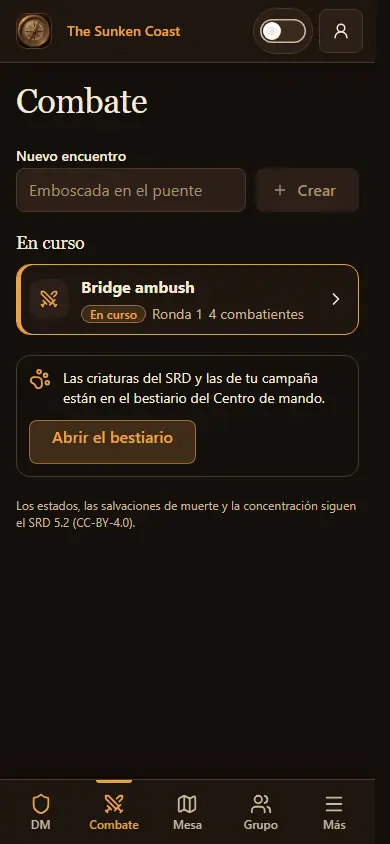 The Sunken Coast
Combate
Nuevo encuentro
Emboscada en el puente
+ Crear
En curso
Bridge ambush
En curso Ronda 1 4 combatientes
Las criaturas del SRD y las de tu campaña
están en el bestiario del Centro de mando.
Abrir el bestiario
Los estados, las salvaciones de muerte y la concentración siguen
el SRD 5.2 (CC-BY-4.0).
DM Combate Mesa Grupo Más